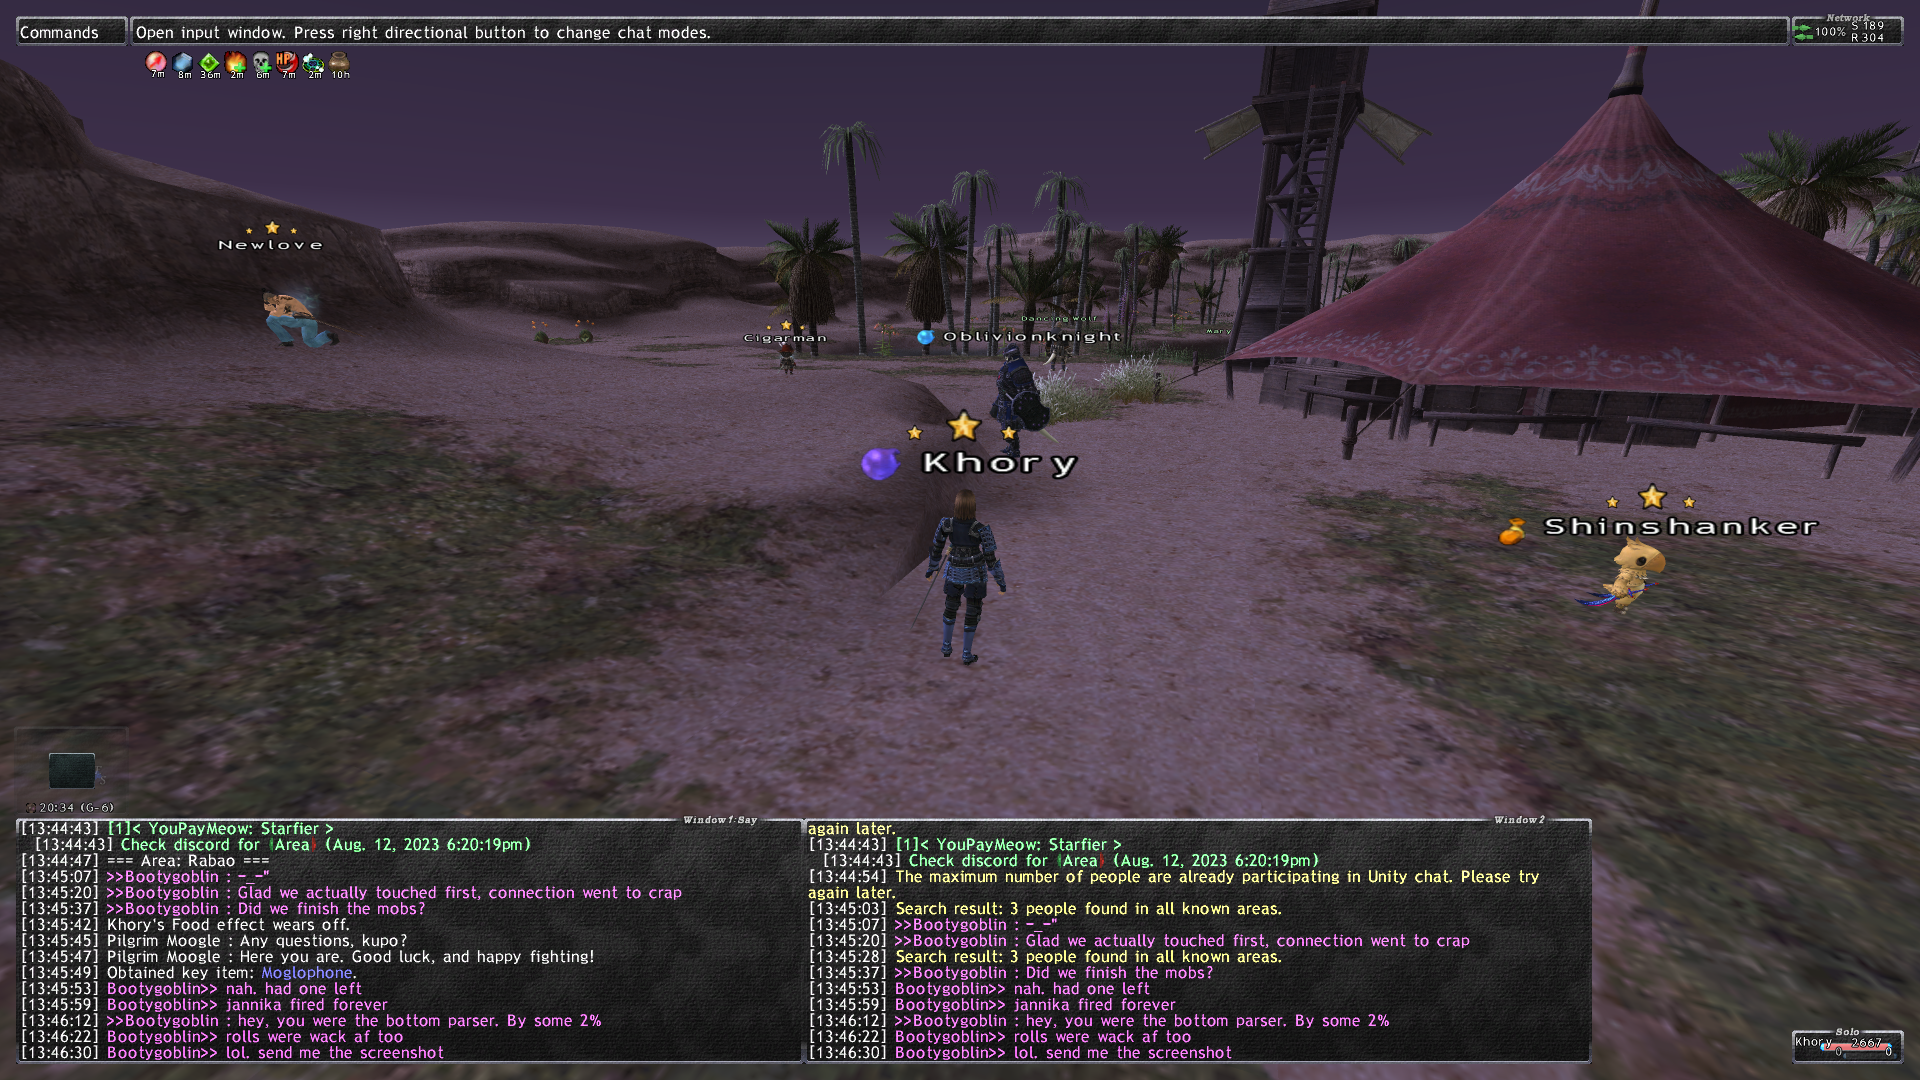 Commands
Open input window. Press right directional button to change chat modes.
Network
100%
S 189
R 304
7m 8m 36m 2m 6m 7m 2m 10h
Newlove
Cigarman
Dancing Wolf
Oblivionknight
Mary
Khory
Shinshanker
20:34 (G-6)
Window1:Say
[13:44:43] [1]< YouPayMeow: Starfier >
[13:44:43] Check discord for Area (Aug. 12, 2023 6:20:19pm)
[13:44:47] === Area: Rabao ===
[13:45:07] >>Bootygoblin : -_-"
[13:45:20] >>Bootygoblin : Glad we actually touched first, connection went to crap
[13:45:37] >>Bootygoblin : Did we finish the mobs?
[13:45:42] Khory's Food effect wears off.
[13:45:45] Pilgrim Moogle : Any questions, kupo?
[13:45:47] Pilgrim Moogle : Here you are. Good luck, and happy fighting!
[13:45:49] Obtained key item: Moglophone.
[13:45:53] Bootygoblin>> nah. had one left
[13:45:59] Bootygoblin>> jannika fired forever
[13:46:12] >>Bootygoblin : hey, you were the bottom parser. By some 2%
[13:46:22] Bootygoblin>> rolls were wack af too
[13:46:30] Bootygoblin>> lol. send me the screenshot
Window2
again later.
[13:44:43] [1]< YouPayMeow: Starfier >
[13:44:43] Check discord for Area (Aug. 12, 2023 6:20:19pm)
[13:44:54] The maximum number of people are already participating in Unity chat. Please try
again later.
[13:45:03] Search result: 3 people found in all known areas.
[13:45:07] >>Bootygoblin : -_-"
[13:45:20] >>Bootygoblin : Glad we actually touched first, connection went to crap
[13:45:28] Search result: 3 people found in all known areas.
[13:45:37] >>Bootygoblin : Did we finish the mobs?
[13:45:53] Bootygoblin>> nah. had one left
[13:45:59] Bootygoblin>> jannika fired forever
[13:46:12] >>Bootygoblin : hey, you were the bottom parser. By some 2%
[13:46:22] Bootygoblin>> rolls were wack af too
[13:46:30] Bootygoblin>> lol. send me the screenshot
Solo
Khory 2667
0 0